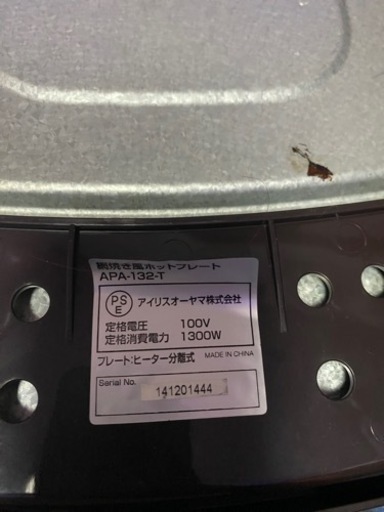 網焼き風ホットプレート
APA-132-T
PS
E
アイリスオーヤマ株式会社
定格電圧 100V
定格消費電力 1300W
プレート:ヒーター分離式 MADE IN CHINA
Serial No.
141201444